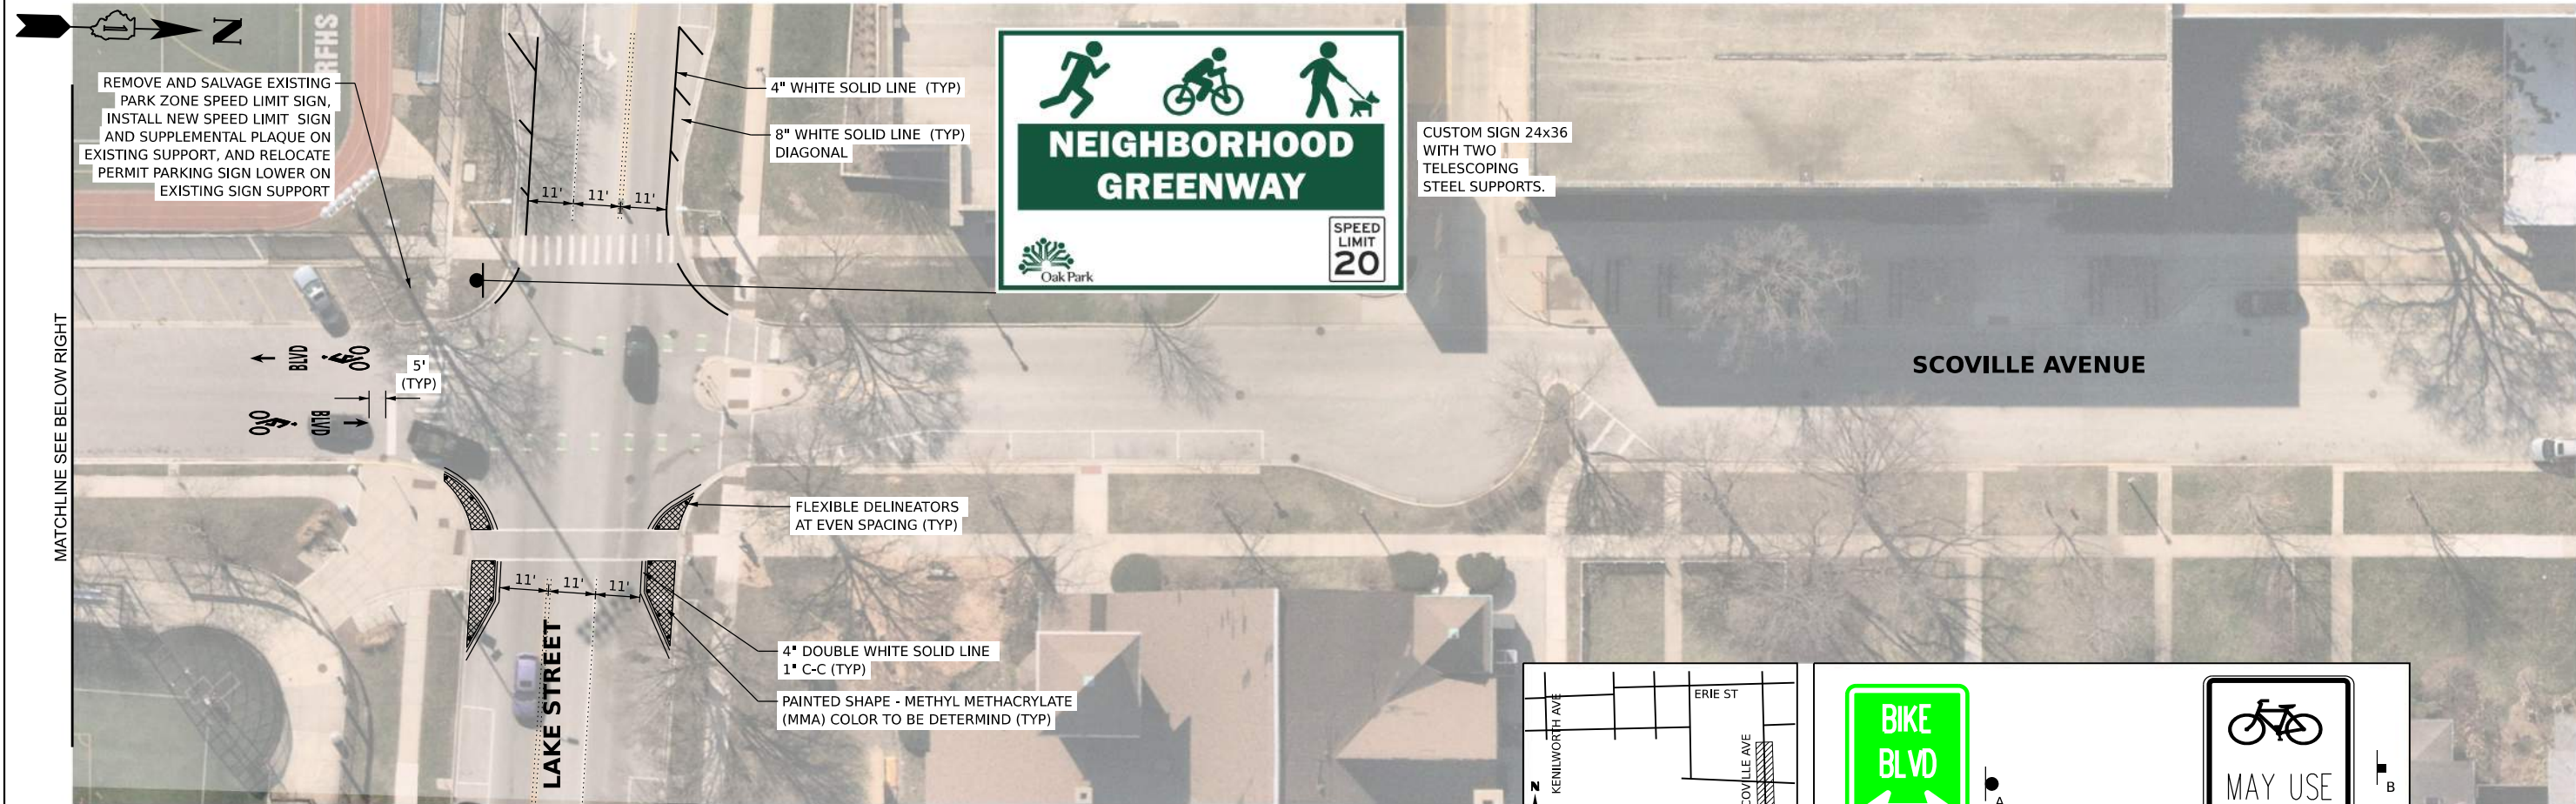 1
N
RFHS
REMOVE AND SALVAGE EXISTING
PARK ZONE SPEED LIMIT SIGN,
INSTALL NEW SPEED LIMIT SIGN
AND SUPPLEMENTAL PLAQUE ON
EXISTING SUPPORT, AND RELOCATE
PERMIT PARKING SIGN LOWER ON
EXISTING SIGN SUPPORT
4" WHITE SOLID LINE (TYP)
8" WHITE SOLID LINE (TYP)
DIAGONAL
11' 11' 11'
NEIGHBORHOOD
GREENWAY
Oak Park
SPEED
LIMIT
20
CUSTOM SIGN 24x36
WITH TWO
TELESCOPING
STEEL SUPPORTS.
MATCHLINE SEE BELOW RIGHT
BLVD
5'
(TYP)
BLVD
SCOVILLE AVENUE
FLEXIBLE DELINEATORS
AT EVEN SPACING (TYP)
11' 11' 11'
LAKE STREET
4" DOUBLE WHITE SOLID LINE
1" C-C (TYP)
PAINTED SHAPE - METHYL METHACRYLATE
(MMA) COLOR TO BE DETERMIND (TYP)
ERIE ST
KENILWORTH AVE
COVILLE AVE
N
BIKE
BLVD
A
MAY USE
B